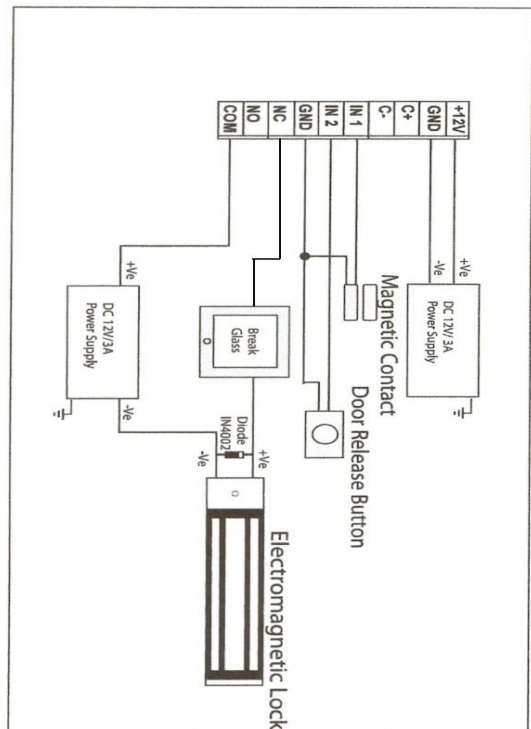 COM
NO
NC
GND
IN 2
IN 1
C-
C+
GND
+12V
+Ve
-Ve
DC 12V/3A
Power Supply
Magnetic Contact
Door Release Button
+Ve
DC 12V/3A
Power Supply
-Ve
Break
Glass
Diode
IN4002
+Ve
-Ve
Electromagnetic Lock